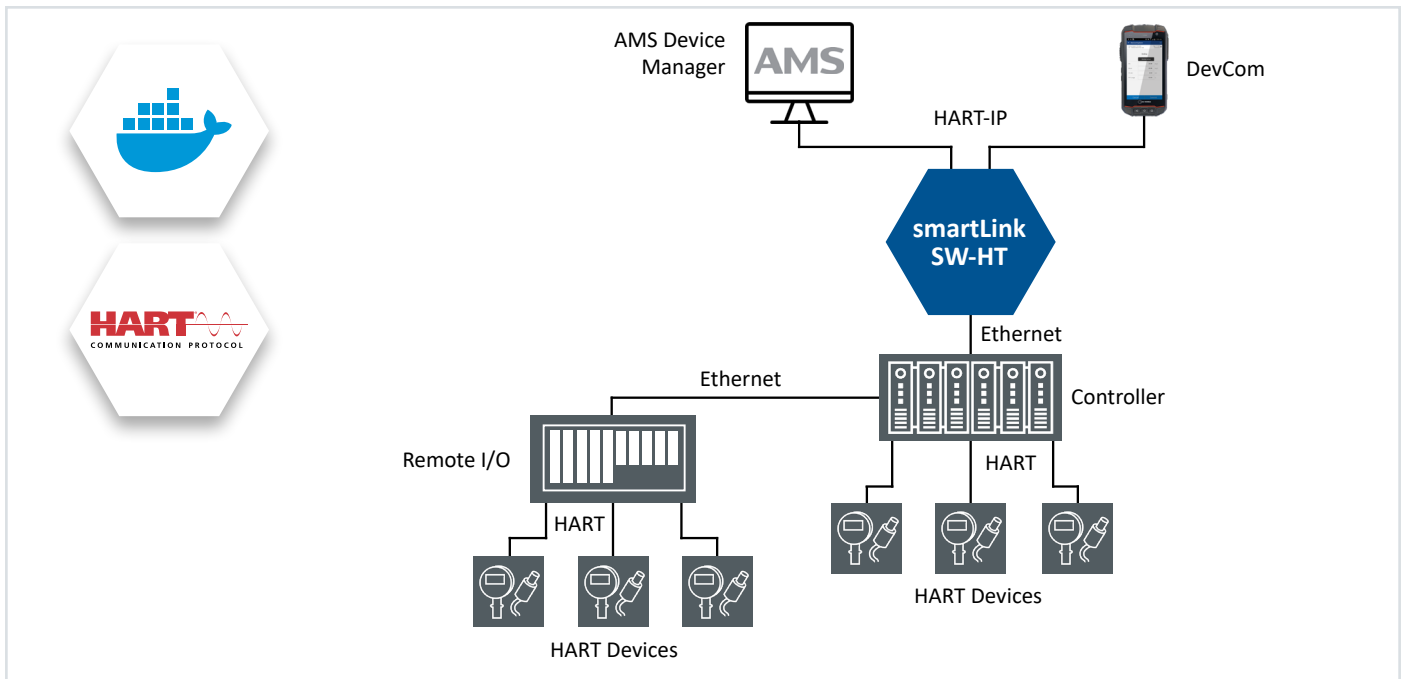 AMS Device
Manager
AMS
DevCom
HART-IP
smartLink
SW-HT
HART
COMMUNICATION PROTOCOL
Ethernet
Ethernet
Controller
Remote I/O
HART
HART
HART Devices
HART Devices